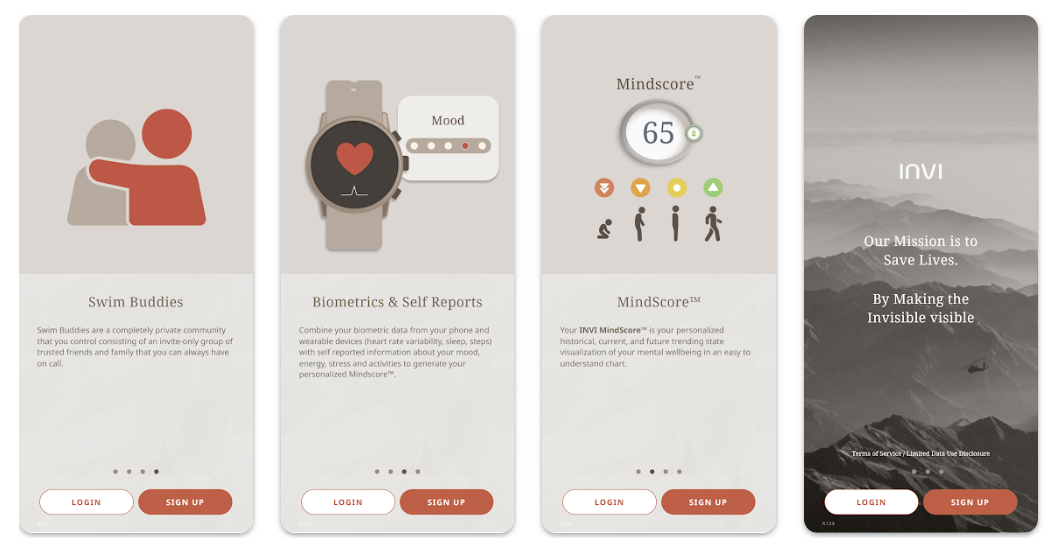 Swim Buddies
Swim Buddies are a completely private community
that you control consisting of an invite-only group of
trusted friends and family that you can always have
on call.
LOGIN
SIGN UP
Mood
Biometrics & Self Reports
Combine your biometric data from your phone and
wearable devices (heart rate variability, sleep, steps)
with self reported information about your mood,
energy, stress and activities to generate your
personalized Mindscore™.
LOGIN
SIGN UP
Mindscore™
65
MindScore™
Your INVI MindScore™ is your personalized
historical, current, and future trending state
visualization of your mental wellbeing in an easy to
understand chart.
LOGIN
SIGN UP
INVI
Our Mission is to
Save Lives.
By Making the
Invisible visible
Terms of Service / Limited Data Use Disclosure
LOGIN
SIGN UP